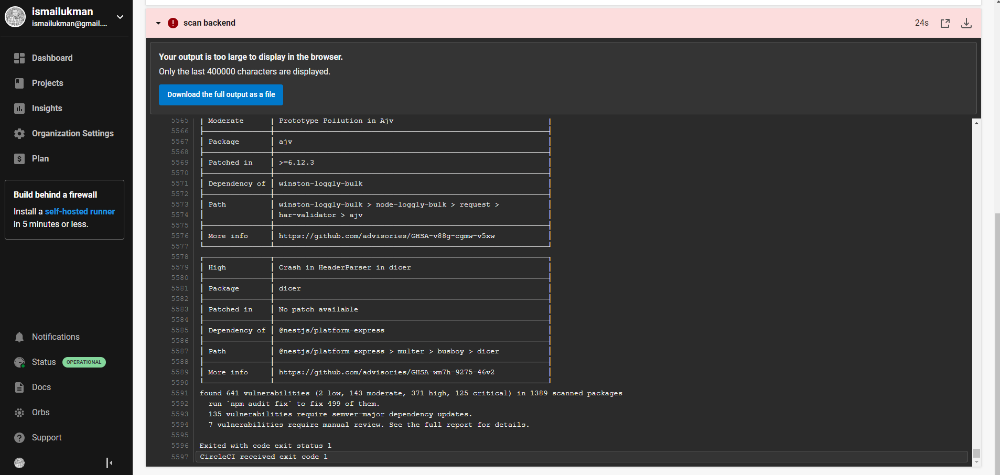 ismailukman
ismailukman@gmail....
Dashboard
Projects
Insights
Organization Settings
$ Plan
Build behind a firewall
Install a self-hosted runner
in 5 minutes or less.
Notifications
Status OPERATIONAL
Docs
Orbs
? Support
! scan backend 24s
Your output is too large to display in the browser.
Only the last 400000 characters are displayed.
Download the full output as a file
5565 Moderate Prototype Pollution in Ajv
5566
5567 Package ajv
5568
5569 Patched in >=6.12.3
5570
5571 Dependency of winston-loggly-bulk
5572
5573 Path winston-loggly-bulk > node-loggly-bulk > request >
5574 har-validator > ajv
5575
5576 More info https://github.com/advisories/GHSA-v88g-cgmw-v5xw
5577
5578
5579 High Crash in HeaderParser in dicer
5580
5581 Package dicer
5582
5583 Patched in No patch available
5584
5585 Dependency of @nestjs/platform-express
5586
5587 Path @nestjs/platform-express > multer > busboy > dicer
5588
5589 More info https://github.com/advisories/GHSA-wm7h-9275-46v2
5590
5591 found 641 vulnerabilities (2 low, 143 moderate, 371 high, 125 critical) in 1389 scanned packages
5592 run `npm audit fix` to fix 499 of them.
5593 135 vulnerabilities require semver-major dependency updates.
5594 7 vulnerabilities require manual review. See the full report for details.
5595
5596 Exited with code exit status 1
5597 CircleCI received exit code 1